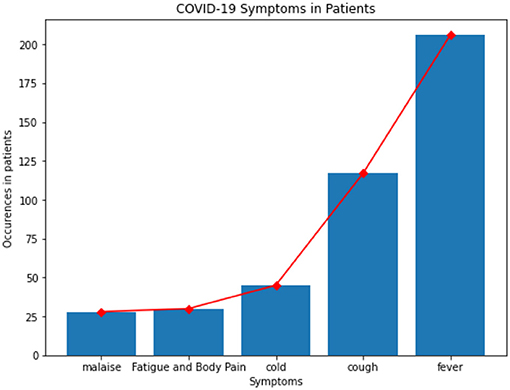 COVID-19 Symptoms in Patients
Occurences in patients
200
175
150
125
100
75
50
25
0
malaise Fatigue and Body Pain cold cough fever
Symptoms